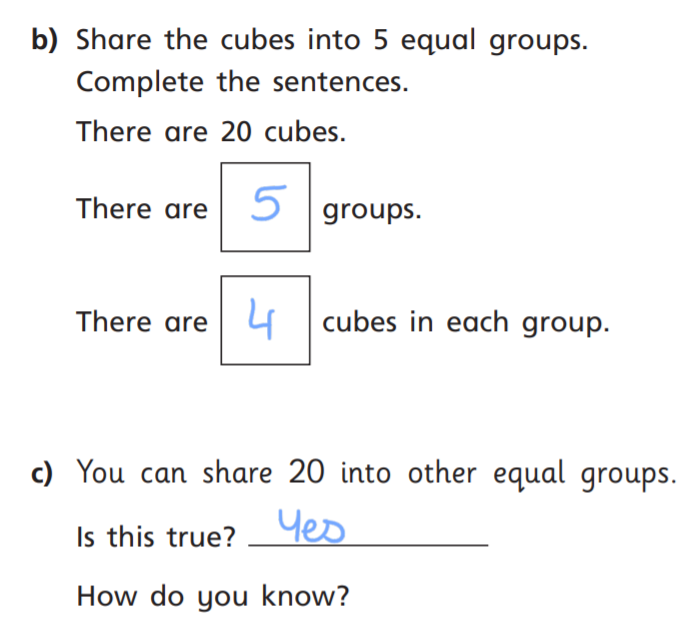 b) Share the cubes into 5 equal groups.
Complete the sentences.
There are 20 cubes.
There are 5 groups.
There are 4 cubes in each group.
c) You can share 20 into other equal groups.
Is this true? Yes
How do you know?